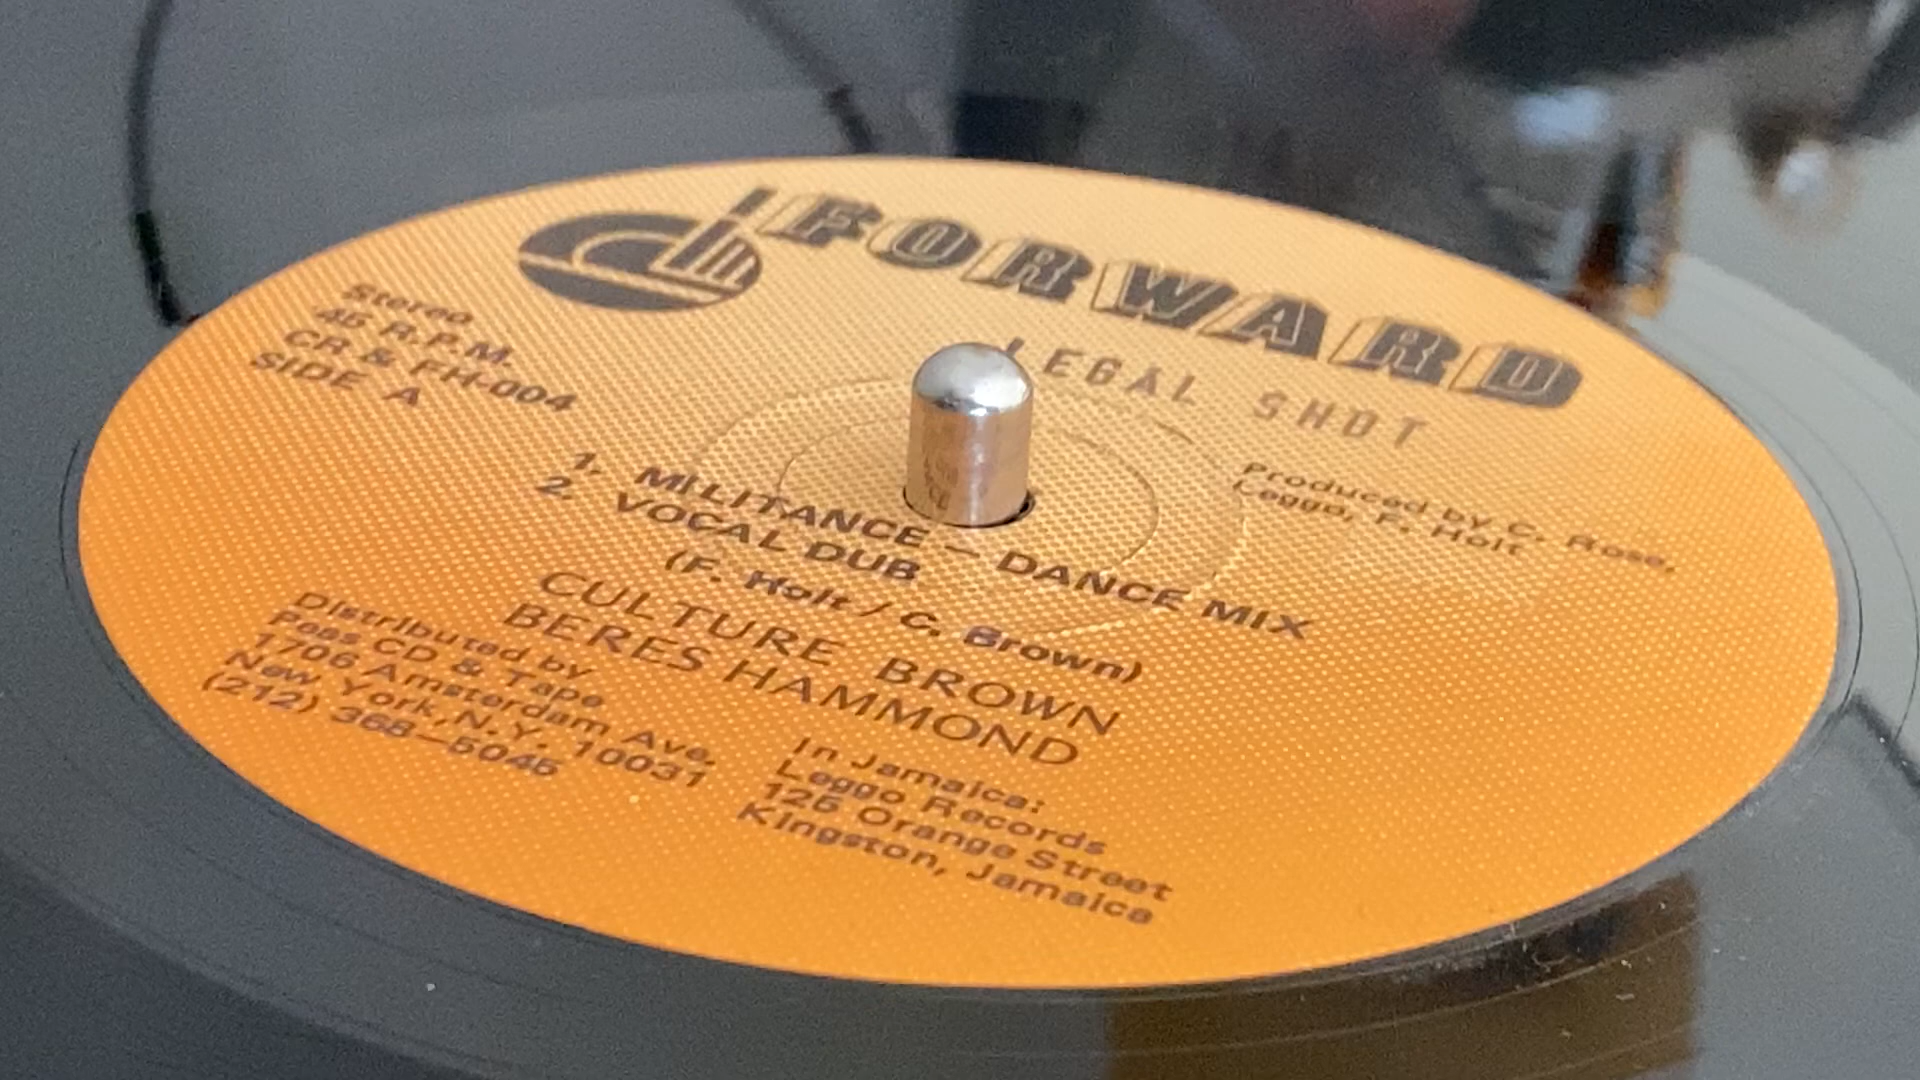 FORWARD
LEGAL SHOT
Stereo
45 R.P.M.
CR & FH-004
SIDE A
Produced by C. Rose,
Leggo, F. Holt
1. MILITANCE — DANCE MIX
2. VOCAL DUB
(F. Holt / C. Brown)
CULTURE BROWN
BERES HAMMOND
Distributed by
Peas CD & Tape
1706 Amsterdam Ave.
New York, N.Y. 10031
(212) 368-5045
In Jamaica:
Leggo Records
125 Orange Street
Kingston, Jamaica